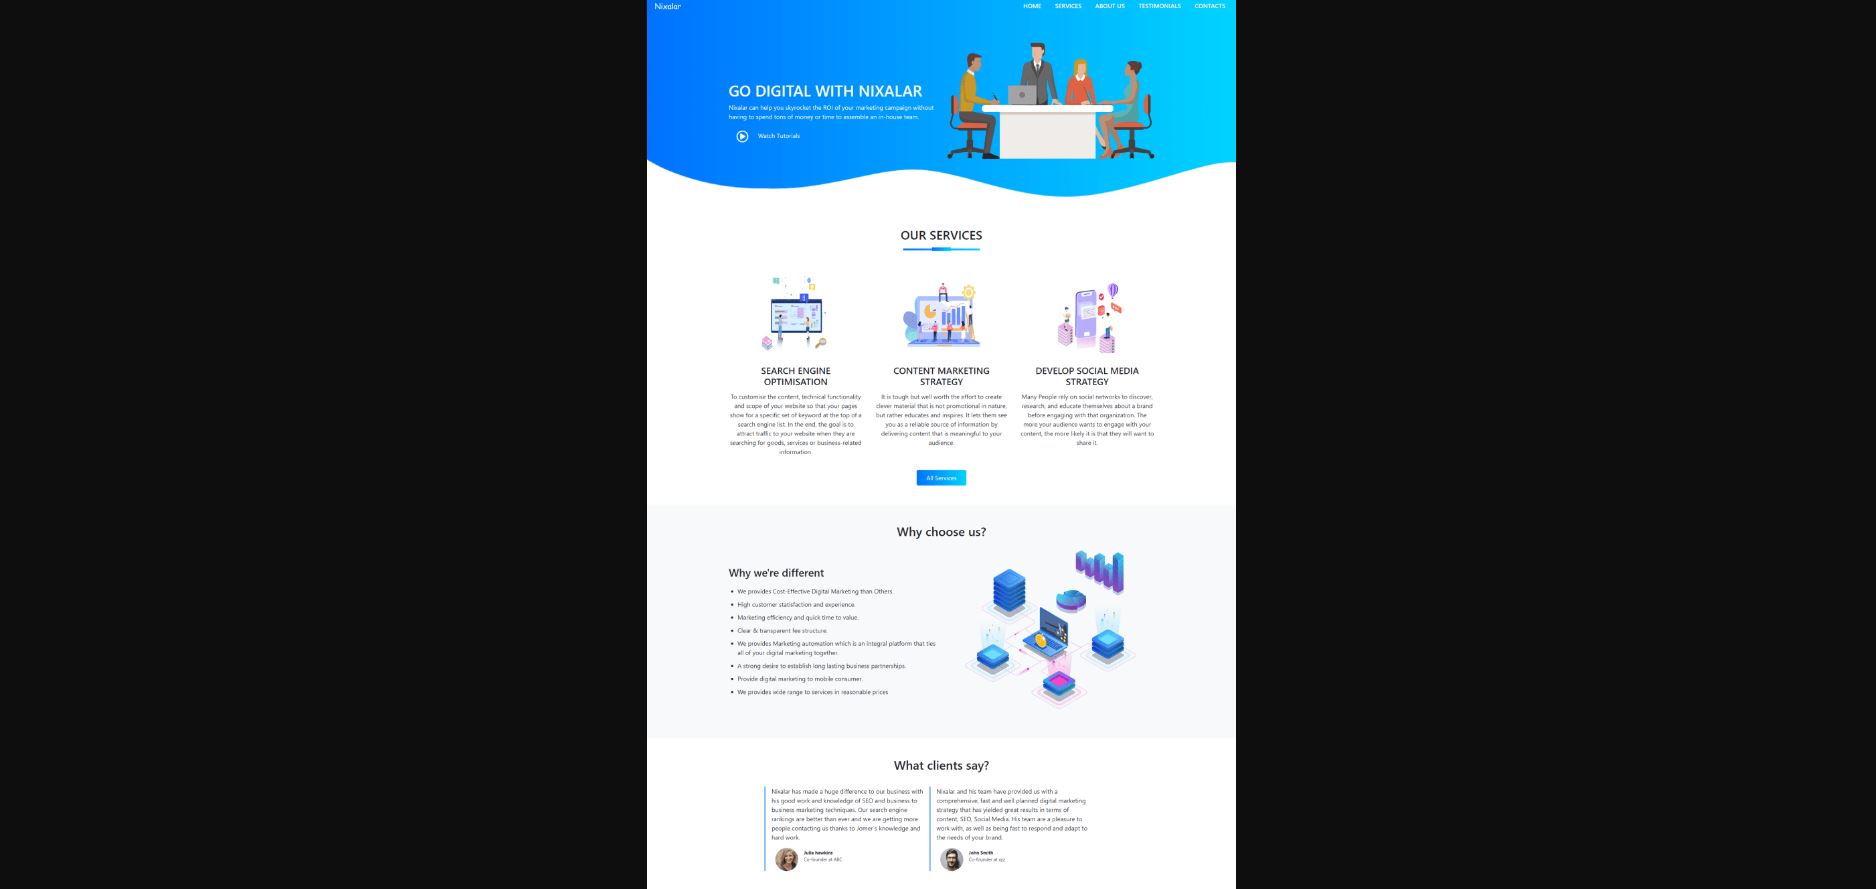 Nixalar
HOME SERVICES ABOUT US TESTIMONIALS CONTACTS
GO DIGITAL WITH NIXALAR
Nixalar can help you skyrocket the ROI of your marketing campaign without
having to spend tons of money or time to assemble an in-house team.
Watch Tutorials
OUR SERVICES
SEARCH ENGINE
OPTIMISATION
To customise the content, technical functionality
and scope of your website so that your pages
show for a specific set of keyword at the top of a
search engine list. In the end, the goal is to
attract traffic to your website when they are
searching for goods, services or business-related
information
CONTENT MARKETING
STRATEGY
It is tough but well worth the effort to create
clever material that is not promotional in nature,
but rather educates and inspires. It lets them see
you as a reliable source of information by
delivering content that is meaningful to your
audience.
DEVELOP SOCIAL MEDIA
STRATEGY
Many People rely on social networks to discover,
research, and educate themselves about a brand
before engaging with that organization. The
more your audience wants to engage with your
content, the more likely it is that they will want to
share it.
All Services
Why choose us?
Why we're different
We provides Cost-Effective Digital Marketing than Others.
High customer statisfaction and experience.
Marketing efficiency and quick time to value.
Clear & transparent fee structure.
We provides Marketing automation which is an integral platform that ties
all of your digital marketing together.
A strong desire to establish long lasting business partnerships.
Provide digital marketing to mobile consumer.
We provides wide range to services in reasonable prices
What clients say?
Nixalar has made a huge difference to our business with
his good work and knowledge of SEO and business to
business marketing techniques. Our search engine
rankings are better than ever and we are getting more
people contacting us thanks to Jomer's knowledge and
hard work.
Julia hawkins
Co-founder at ABC
Nixalar and his team have provided us with a
comprehensive, fast and well planned digital marketing
strategy that has yielded great results in terms of
content, SEO, Social Media. His team are a pleasure to
work with, as well as being fast to respond and adapt to
the needs of your brand.
John Smith
Co-founder at xyz